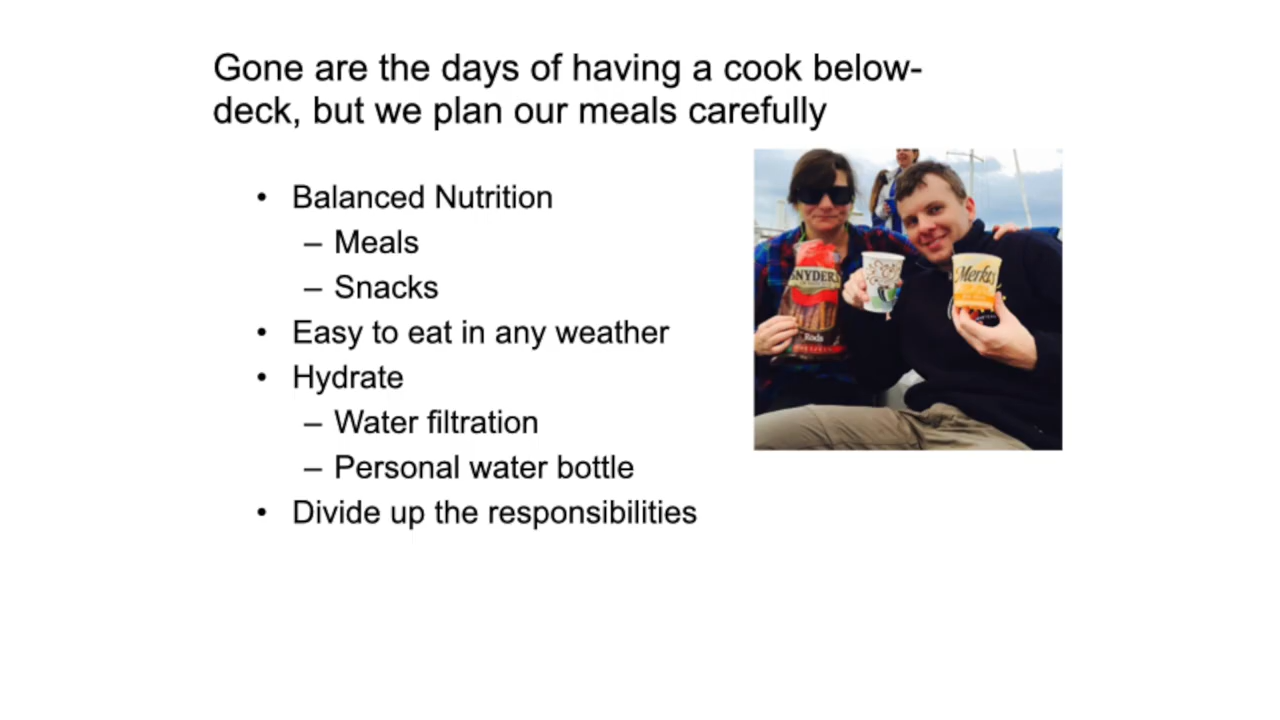 Gone are the days of having a cook below-
deck, but we plan our meals carefully
• Balanced Nutrition
– Meals
– Snacks
• Easy to eat in any weather
• Hydrate
– Water filtration
– Personal water bottle
• Divide up the responsibilities
SNYDER'S
Rods
Merkts